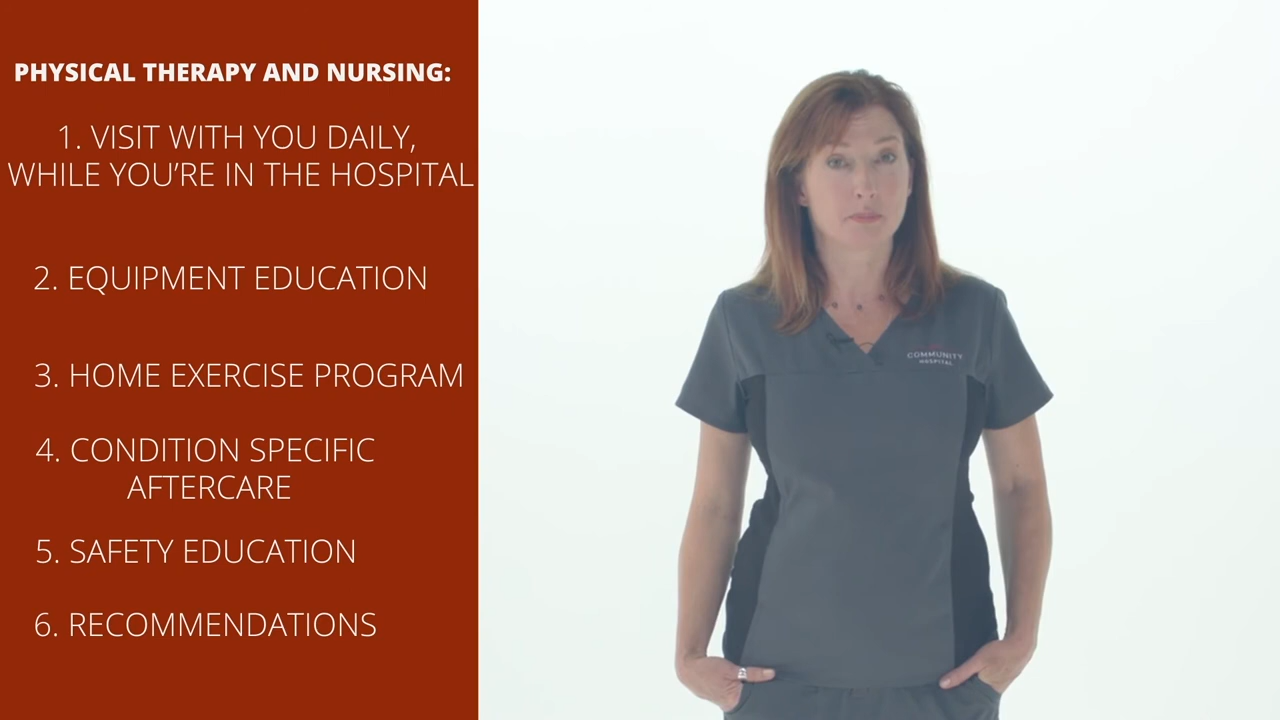 PHYSICAL THERAPY AND NURSING:
1. VISIT WITH YOU DAILY,
WHILE YOU'RE IN THE HOSPITAL
2. EQUIPMENT EDUCATION
3. HOME EXERCISE PROGRAM
4. CONDITION SPECIFIC
AFTERCARE
5. SAFETY EDUCATION
6. RECOMMENDATIONS
COMMUNITY
HOSPITAL